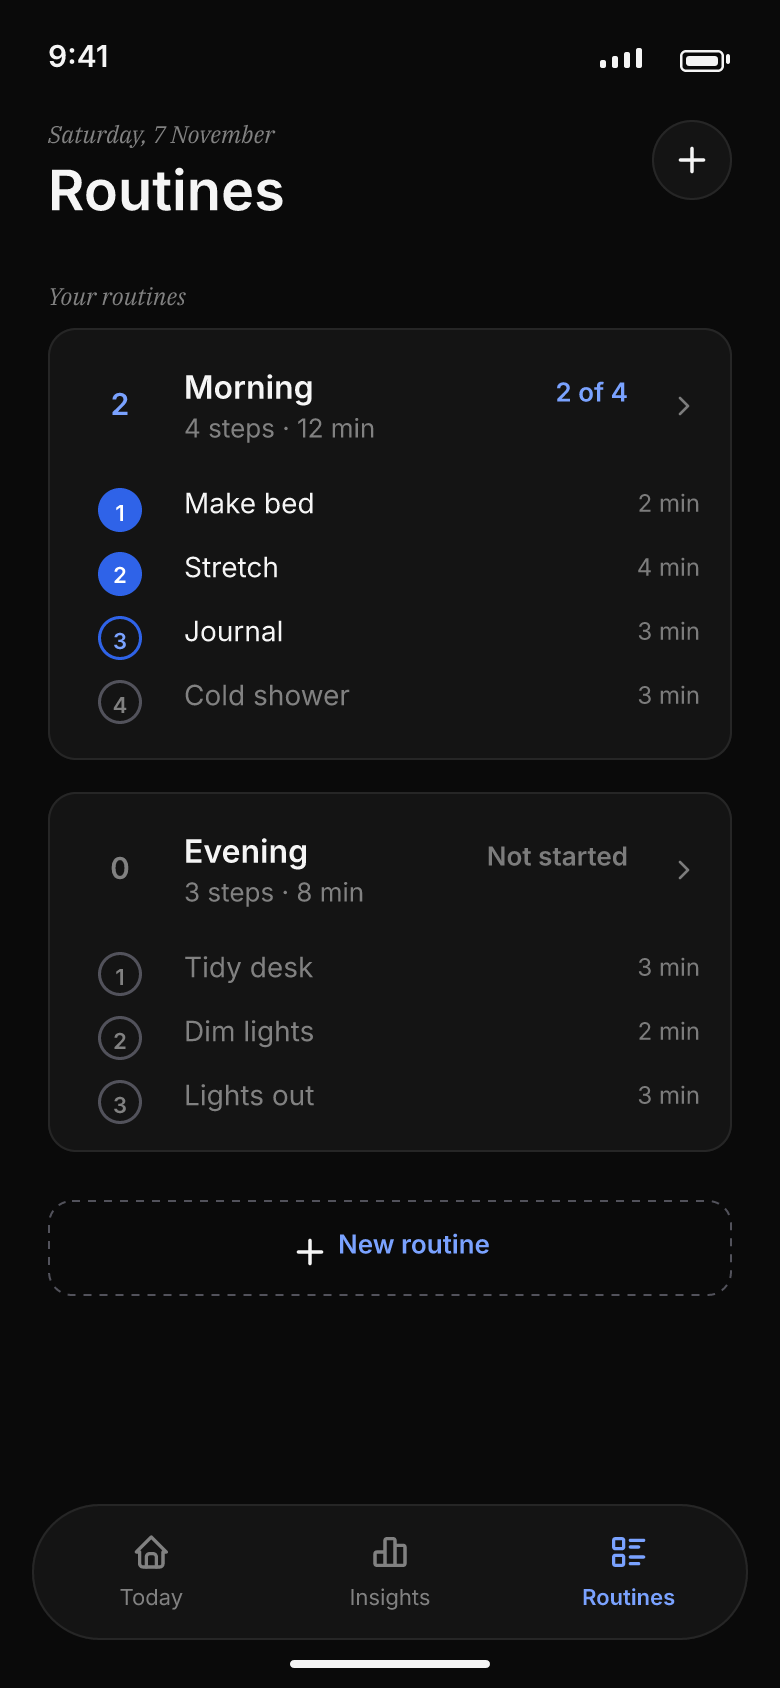 9:41
Saturday, 7 November
Routines
Your routines
2 Morning 2 of 4
4 steps · 12 min
1 Make bed 2 min
2 Stretch 4 min
3 Journal 3 min
4 Cold shower 3 min
0 Evening Not started
3 steps · 8 min
1 Tidy desk 3 min
2 Dim lights 2 min
3 Lights out 3 min
New routine
Today Insights Routines